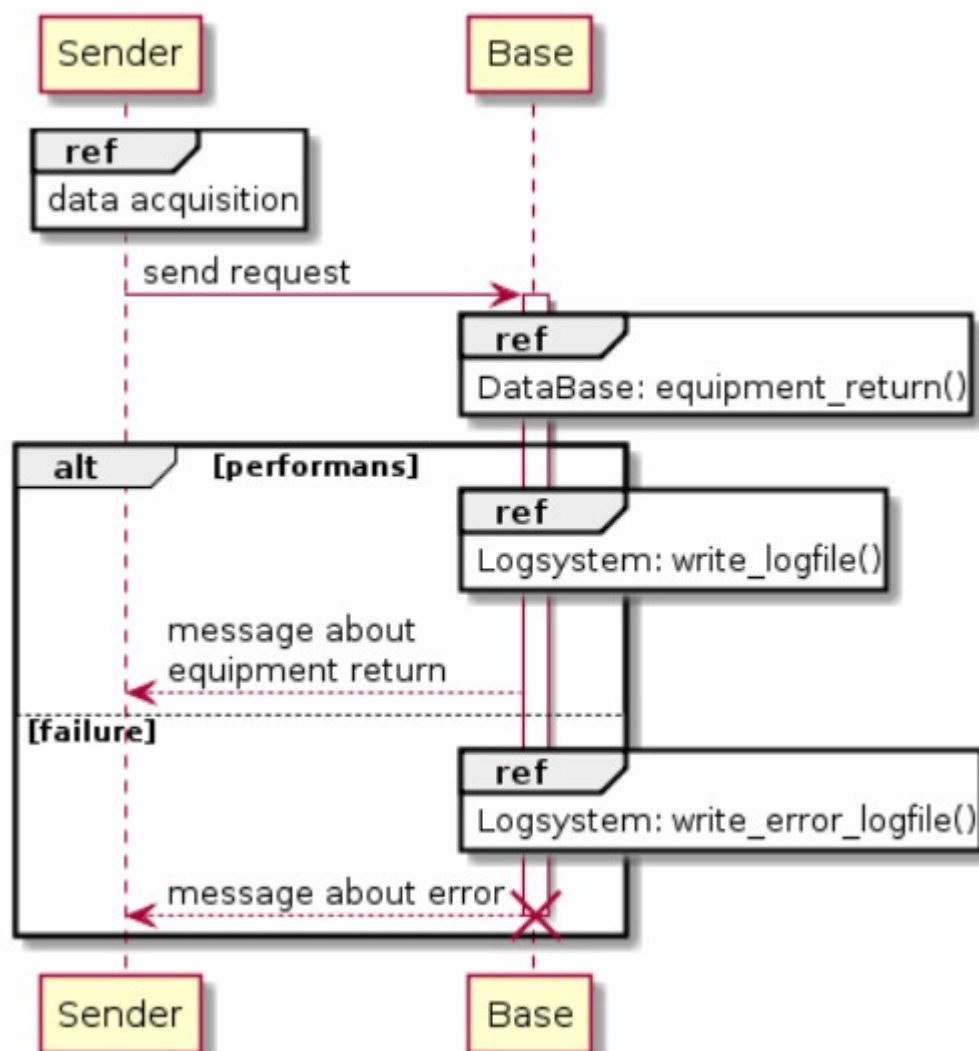 Sender
Base
ref
data acquisition
send request
ref
DataBase: equipment_return()
alt
[performans]
ref
Logsystem: write_logfile()
message about
equipment return
[failure]
ref
Logsystem: write_error_logfile()
message about error
Sender
Base